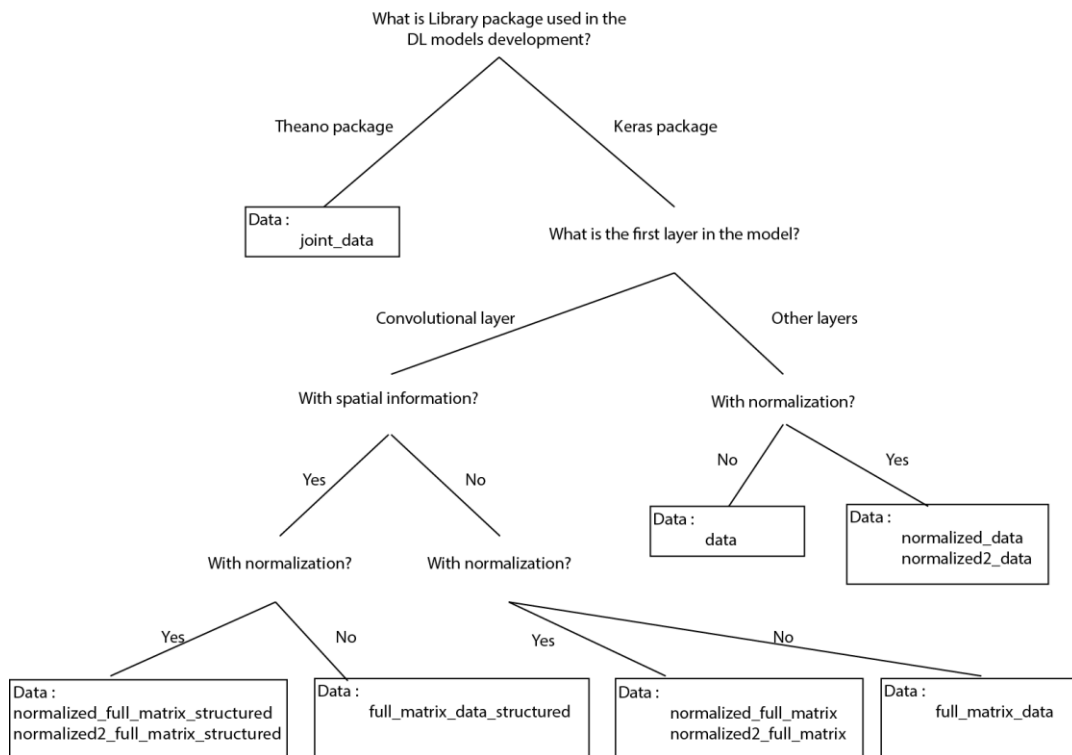 What is Library package used in the
DL models development?
Theano package
Keras package
Data :
joint_data
What is the first layer in the model?
Convolutional layer
Other layers
With spatial information?
With normalization?
No
Yes
Yes
No
Data :
data
Data :
normalized_data
normalized2_data
With normalization?
With normalization?
Yes
No
Yes
No
Data :
normalized_full_matrix_structured
normalized2_full_matrix_structured
Data :
full_matrix_data_structured
Data :
normalized_full_matrix
normalized2_full_matrix
Data :
full_matrix_data